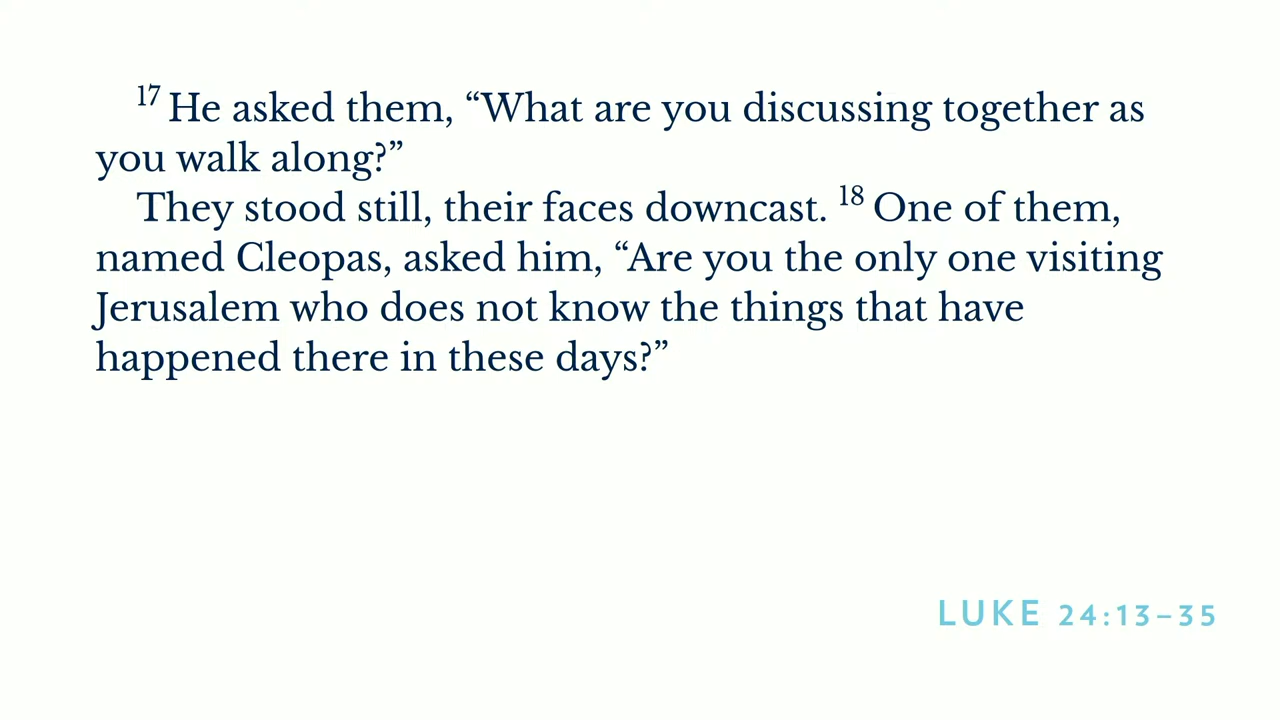 17 He asked them, “What are you discussing together as
you walk along?”
They stood still, their faces downcast. 18 One of them,
named Cleopas, asked him, “Are you the only one visiting
Jerusalem who does not know the things that have
happened there in these days?”
LUKE 24:13–35